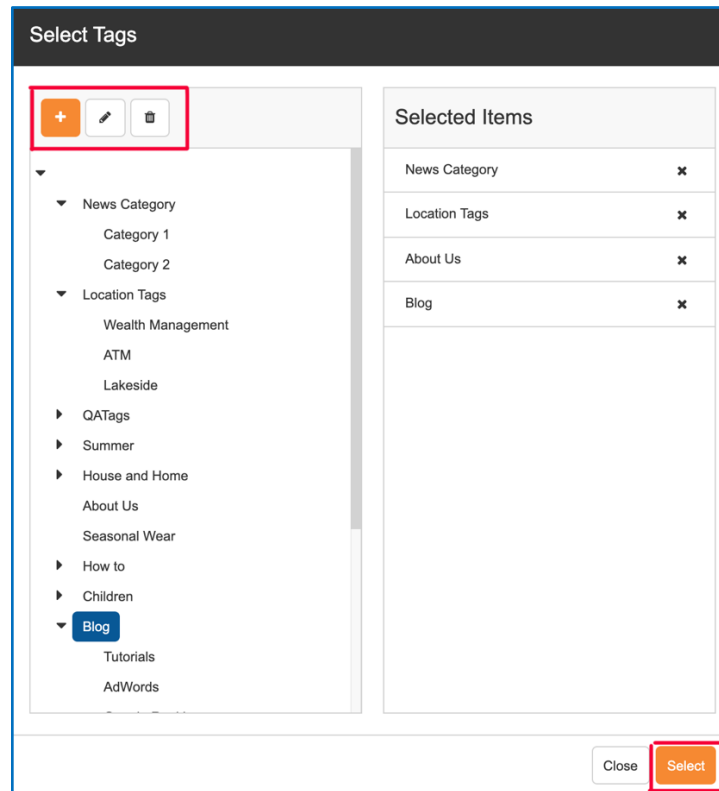 Select Tags
Selected Items
News Category
Category 1
Category 2
Location Tags
Wealth Management
ATM
Lakeside
QATags
Summer
House and Home
About Us
Seasonal Wear
How to
Children
Blog
Tutorials
AdWords
News Category
Location Tags
About Us
Blog
Close
Select